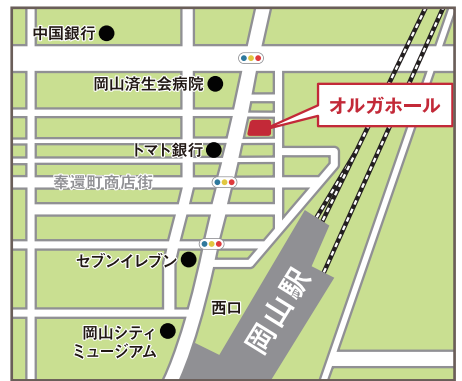 中国銀行
岡山済生会病院
オルガホール
トマト銀行
奉還町商店街
セブンイレブン
西口
岡山駅
岡山シティ
ミュージアム